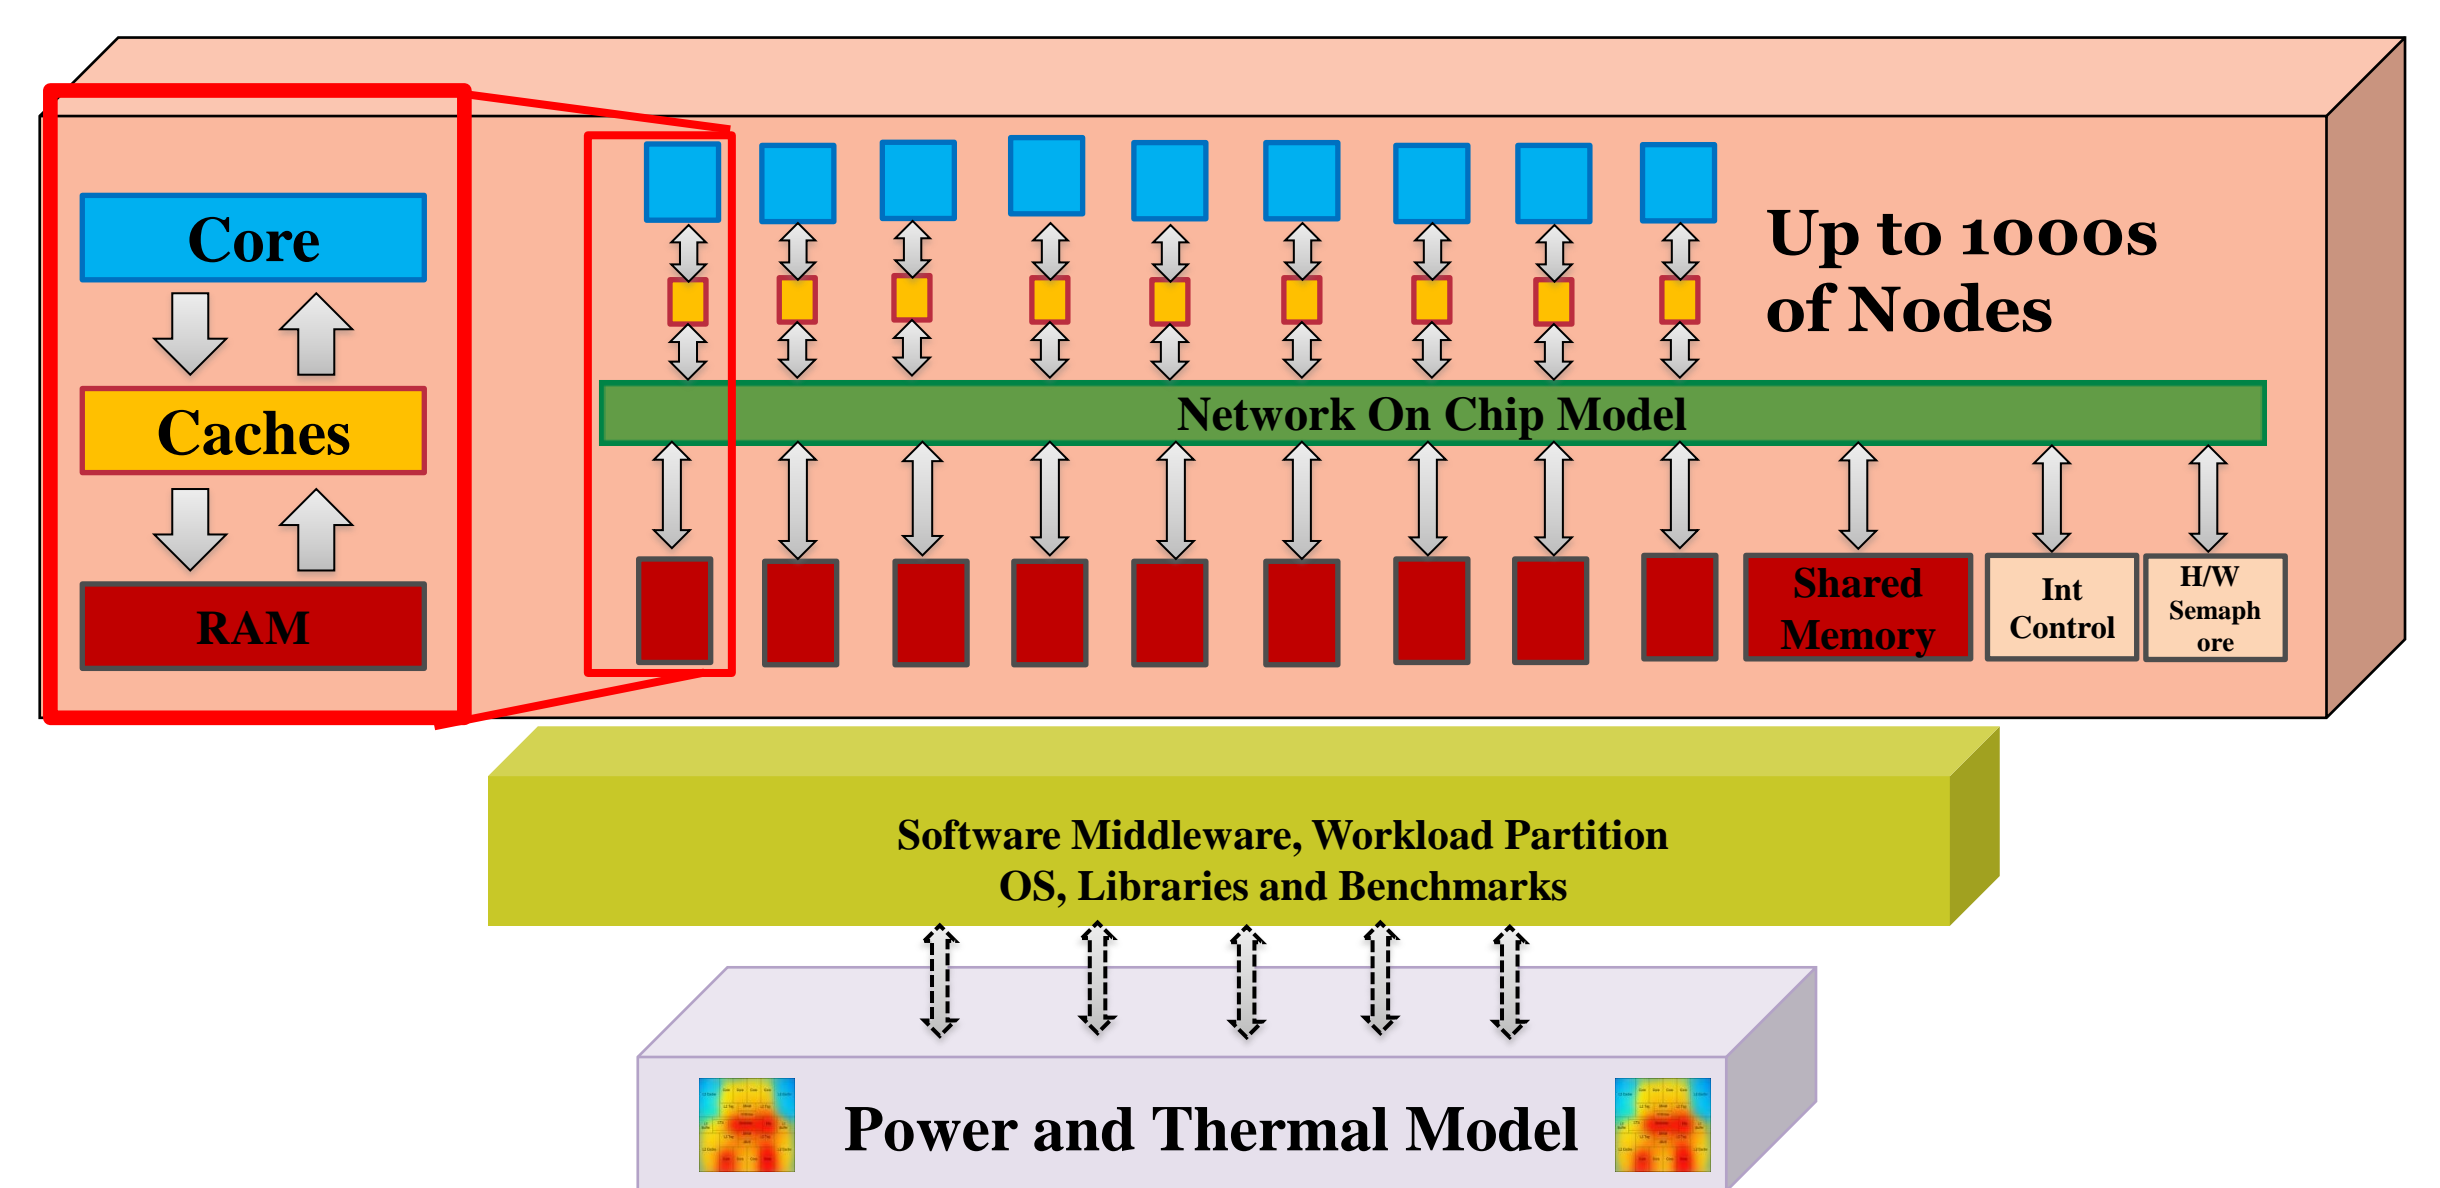 Core
Caches
RAM
Up to 1000s
of Nodes
Network On Chip Model
Shared
Memory
Int
Control
H/W
Semaph
ore
Software Middleware, Workload Partition
OS, Libraries and Benchmarks
Power and Thermal Model